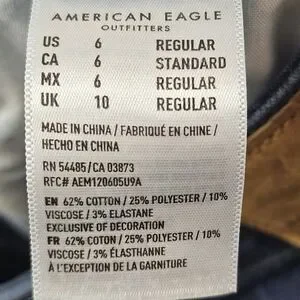 AMERICAN EAGLE
OUTFITTERS
US 6 REGULAR
CA 6 STANDARD
MX 6 REGULAR
UK 10 REGULAR
MADE IN CHINA / FABRIQUÉ EN CHINE /
HECHO EN CHINA
RN 54485/CA 03873
RFC# AEM120605U9A
EN 62% COTTON / 25% POLYESTER / 10%
VISCOSE / 3% ELASTANE
EXCLUSIVE OF DECORATION
FR 62% COTON / 25% POLYESTER / 10%
VISCOSE / 3% ÉLASTHANNE
À L'EXCEPTION DE LA GARNITURE